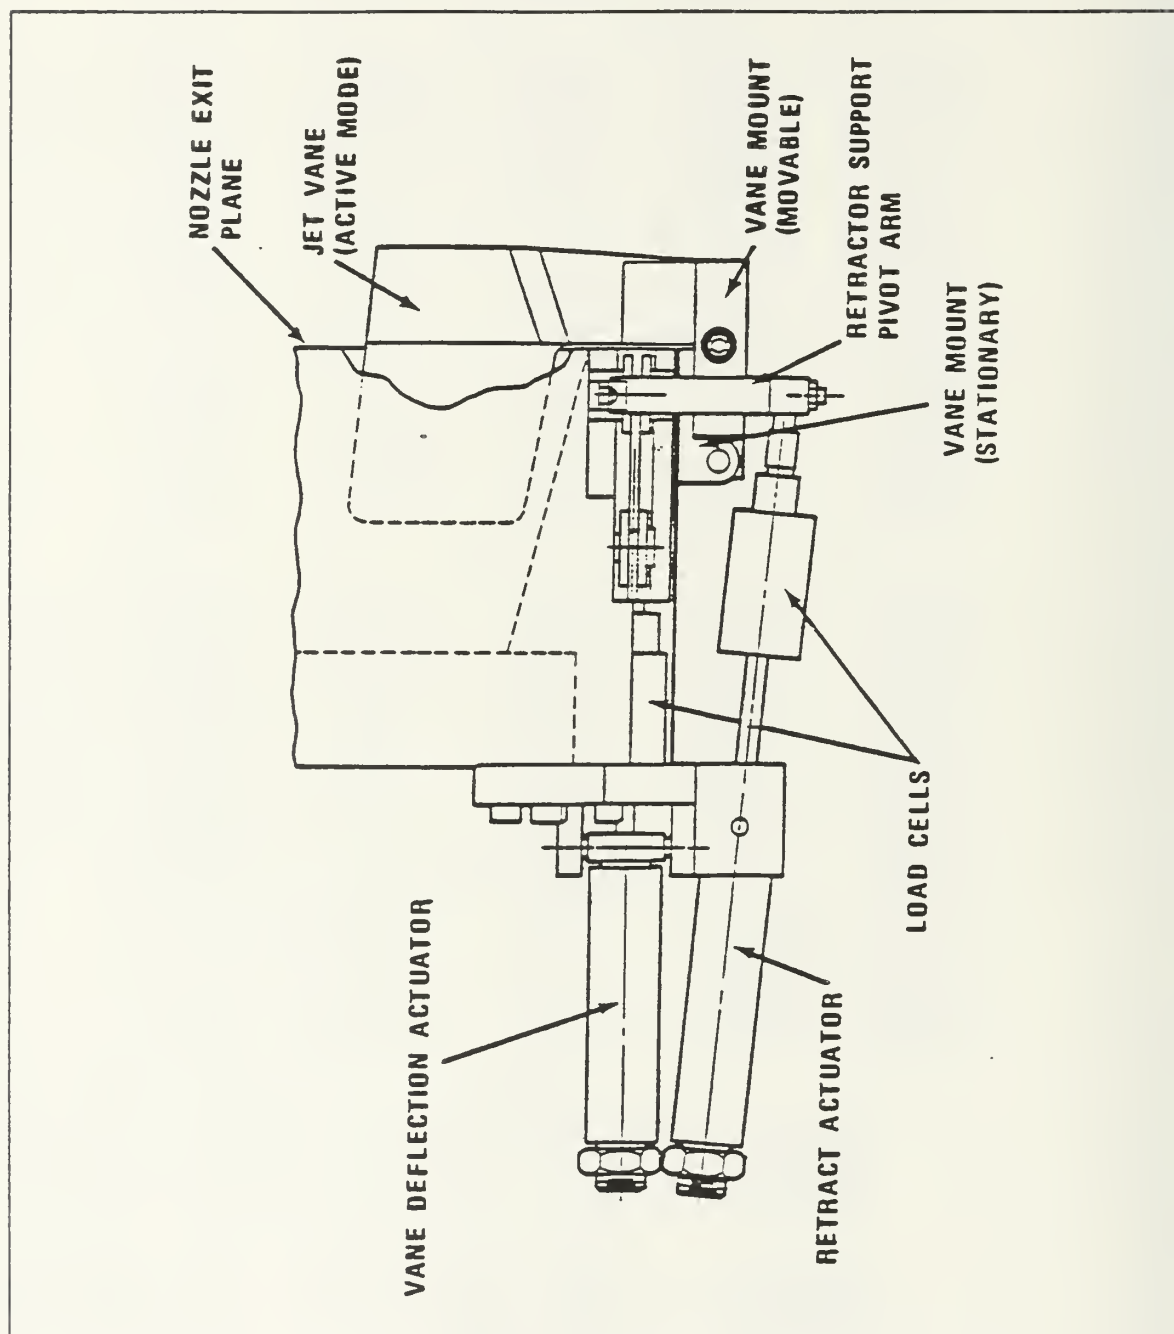 NOZZLE EXIT
PLANE
JET VANE
(ACTIVE MODE)
VANE MOUNT
(MOVABLE)
RETRACTOR SUPPORT
PIVOT ARM
VANE MOUNT
(STATIONARY)
LOAD CELLS
VANE DEFLECTION ACTUATOR
RETRACT ACTUATOR